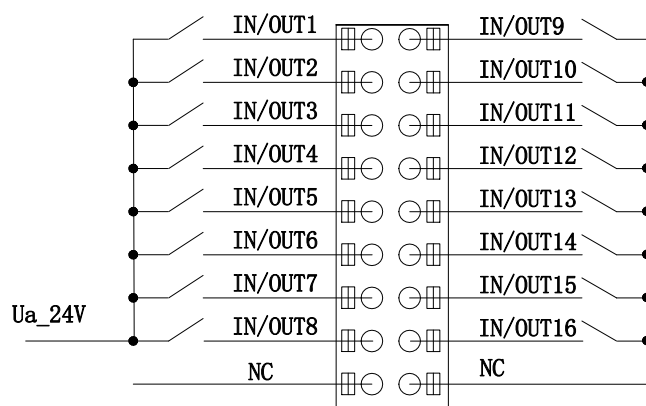 IN/OUT1 IN/OUT9
IN/OUT2 IN/OUT10
IN/OUT3 IN/OUT11
IN/OUT4 IN/OUT12
IN/OUT5 IN/OUT13
IN/OUT6 IN/OUT14
IN/OUT7 IN/OUT15
Ua_24V
IN/OUT8 IN/OUT16
NC NC